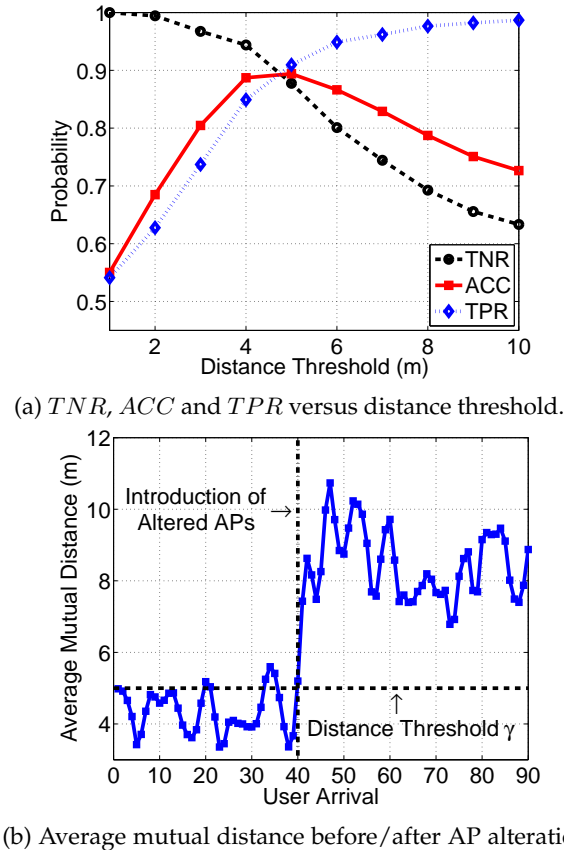 1
0.9
0.8
0.7
0.6
0.5
Probability
2 4 6 8 10
Distance Threshold (m)
TNR
ACC
TPR
(a) TNR, ACC and TPR versus distance threshold.
12
10
8
6
4
Average Mutual Distance (m)
Introduction of →
Altered APs
↑
Distance Threshold γ
0 10 20 30 40 50 60 70 80 90
User Arrival
(b) Average mutual distance before/after AP alteratio